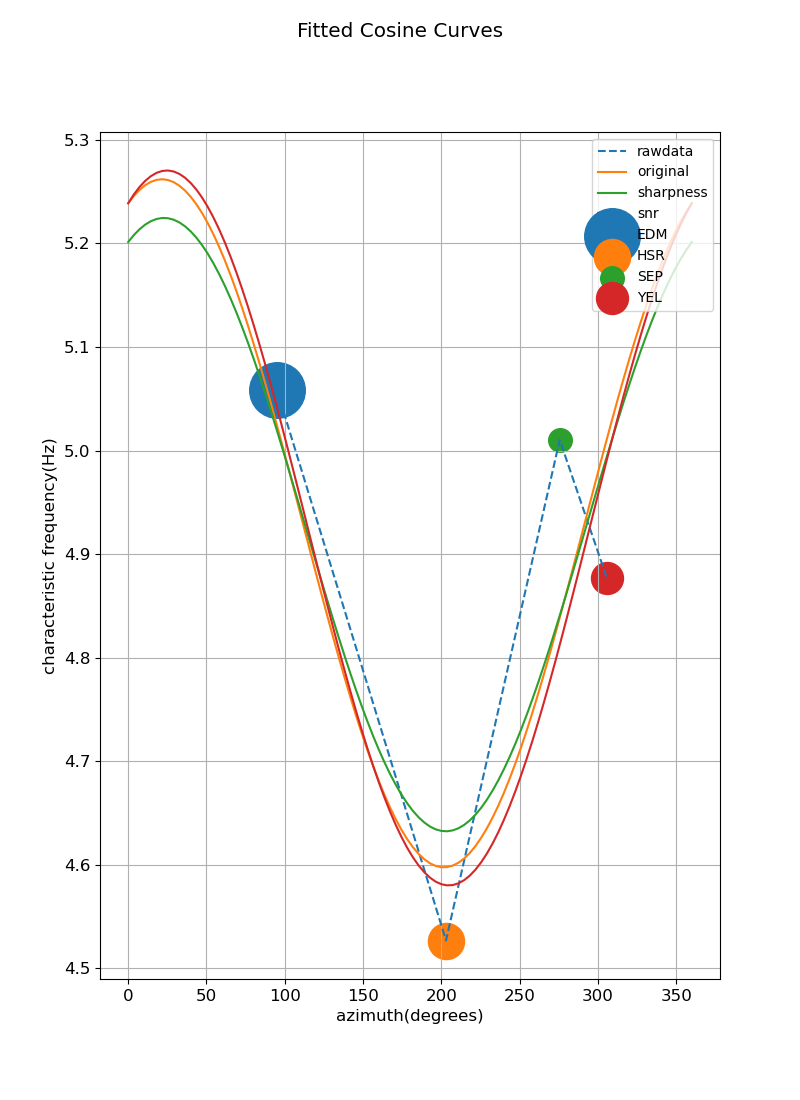 Fitted Cosine Curves
5.3
5.2
5.1
5.0
4.9
4.8
4.7
4.6
4.5
characteristic frequency(Hz)
rawdata
original
sharpness
snr
EDM
HSR
SEP
YEL
0 50 100 150 200 250 300 350
azimuth(degrees)